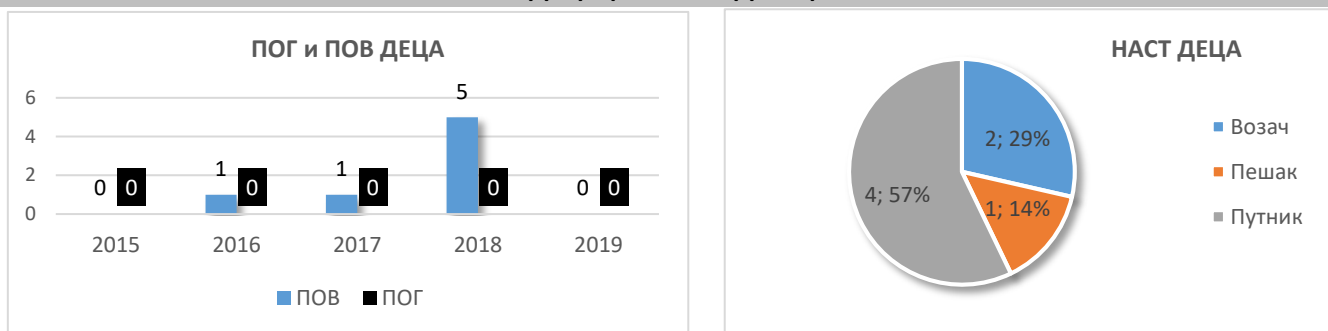 ПОГ и ПОВ ДЕЦА
6
4
2
0
0 0
1 0
1 0
5 0
0 0
2015 2016 2017 2018 2019
ПОВ ПОГ
НАСТ ДЕЦА
2; 29%
1; 14%
4; 57%
Возач
Пешак
Путник